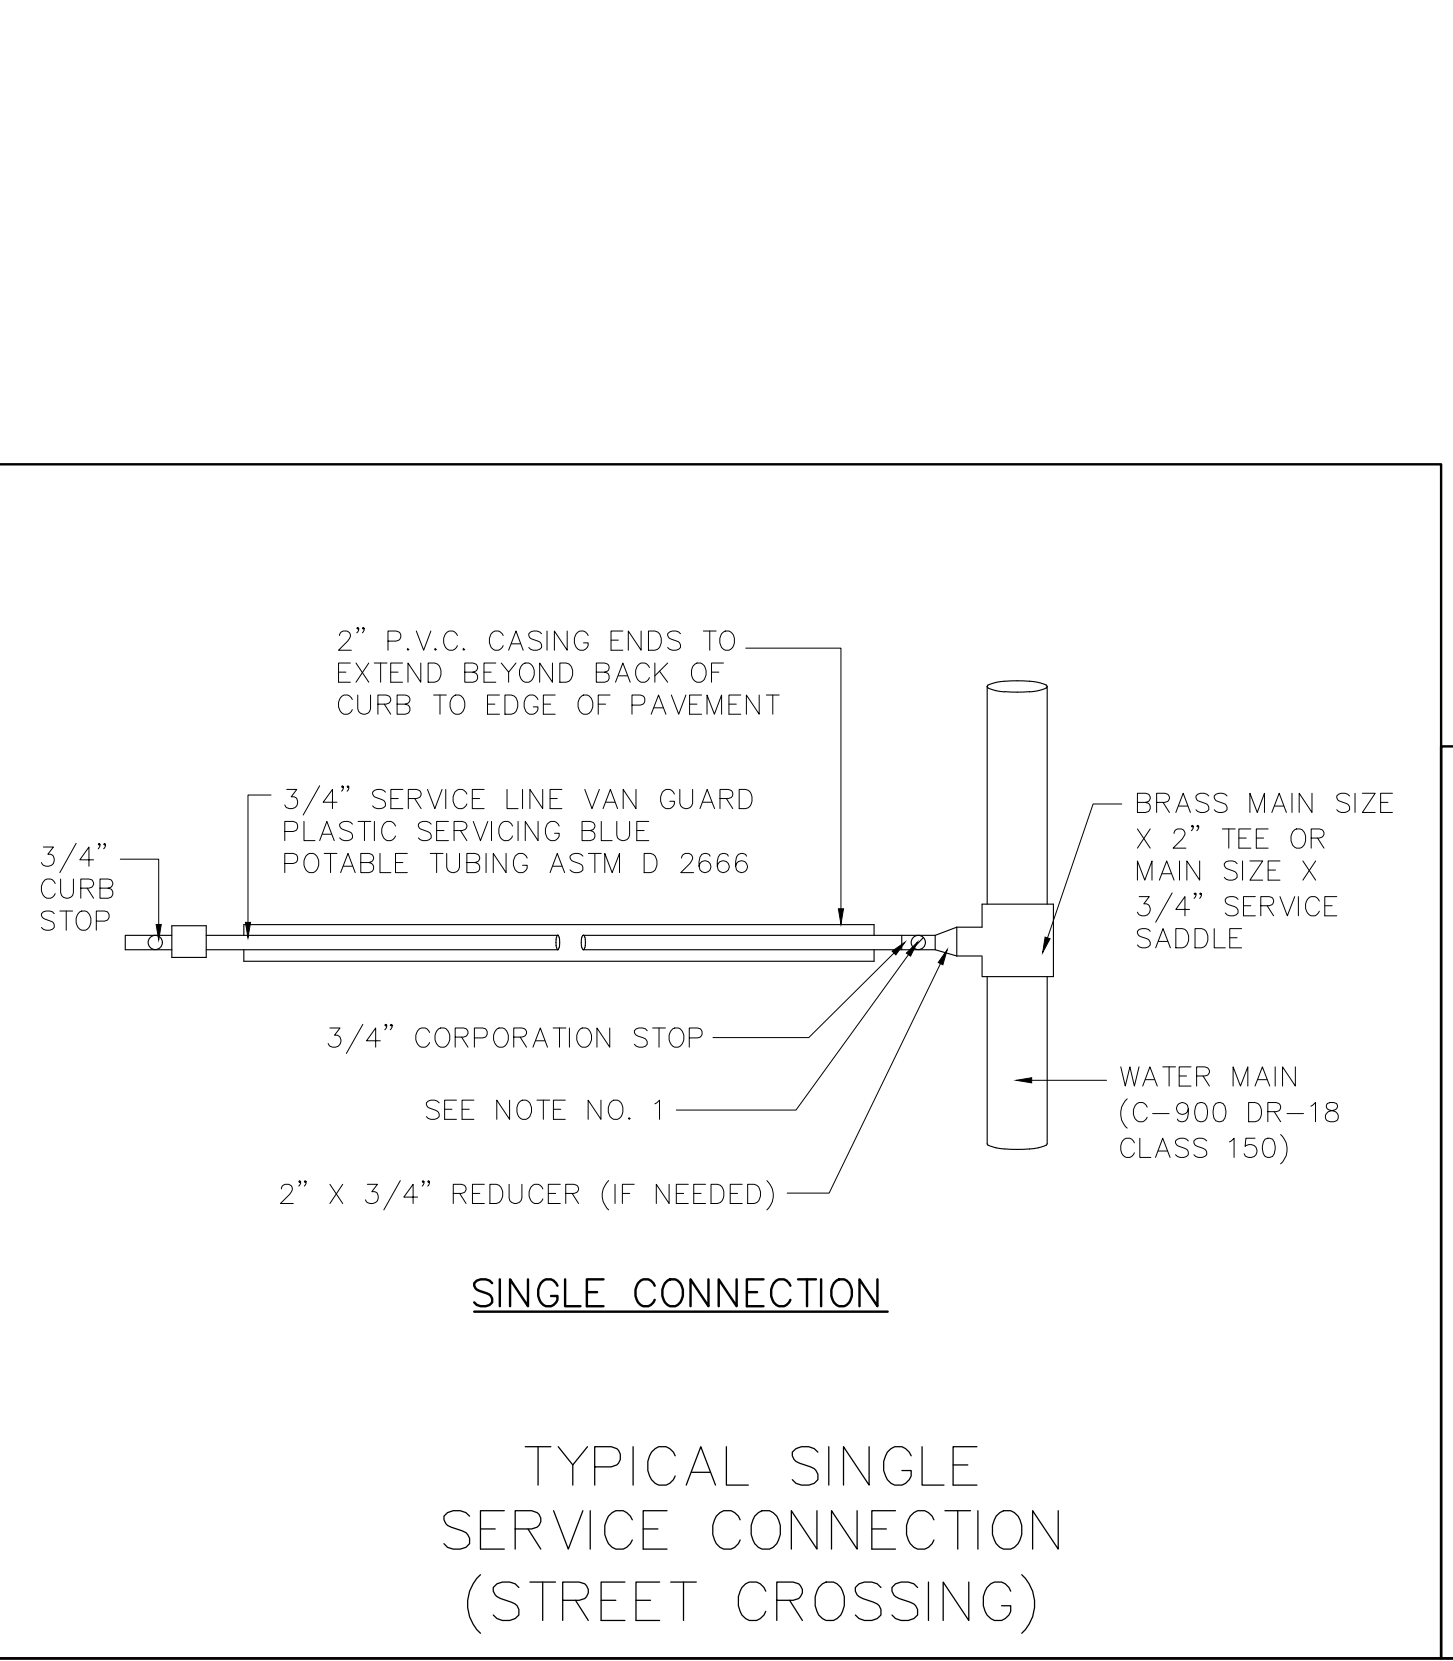 2” P.V.C. CASING ENDS TO
EXTEND BEYOND BACK OF
CURB TO EDGE OF PAVEMENT
3/4” SERVICE LINE VAN GUARD
PLASTIC SERVICING BLUE
POTABLE TUBING ASTM D 2666
3/4”
CURB
STOP
BRASS MAIN SIZE
X 2” TEE OR
MAIN SIZE X
3/4” SERVICE
SADDLE
3/4” CORPORATION STOP
SEE NOTE NO. 1
2” X 3/4” REDUCER (IF NEEDED)
WATER MAIN
(C-900 DR-18
CLASS 150)
SINGLE CONNECTION
TYPICAL SINGLE
SERVICE CONNECTION
(STREET CROSSING)